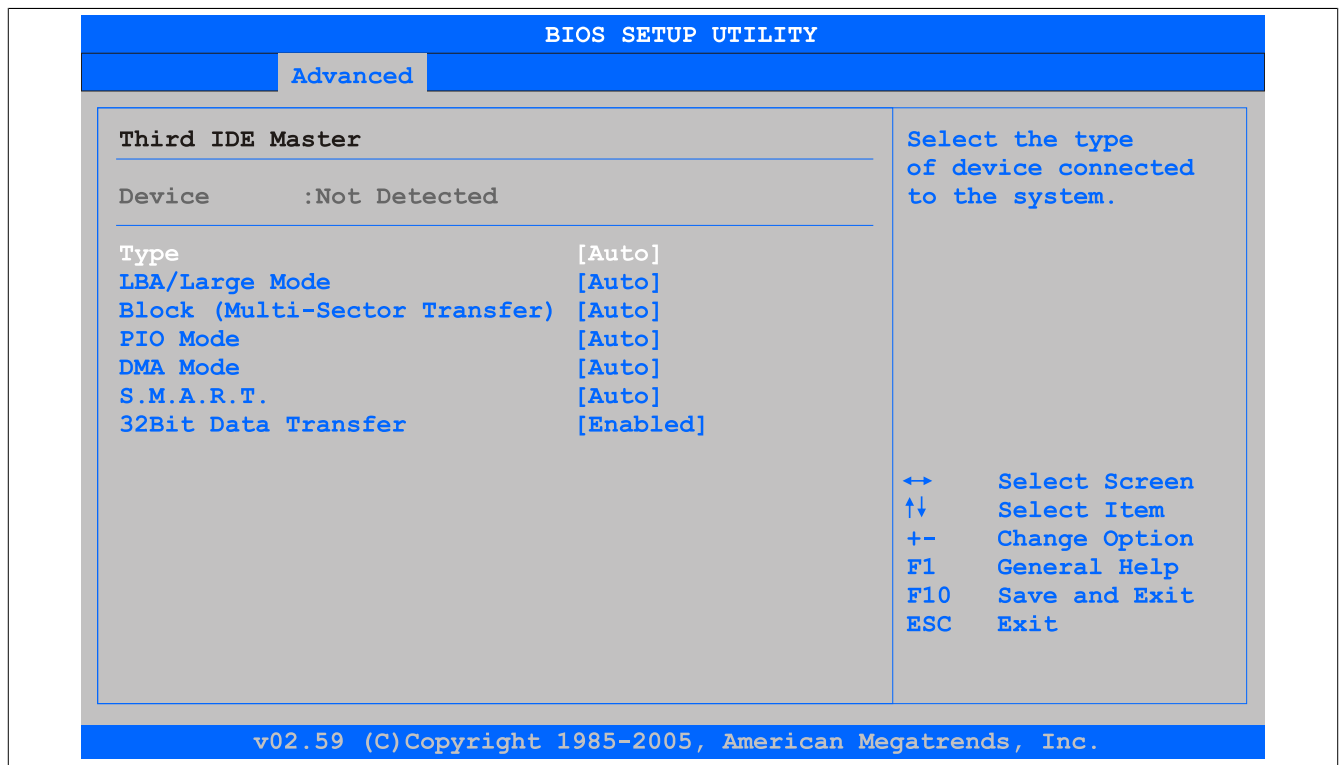 BIOS SETUP UTILITY
Advanced
Third IDE Master
Device :Not Detected
Type [Auto]
LBA/Large Mode [Auto]
Block (Multi-Sector Transfer) [Auto]
PIO Mode [Auto]
DMA Mode [Auto]
S.M.A.R.T. [Auto]
32Bit Data Transfer [Enabled]
Select the type
of device connected
to the system.
↔ Select Screen
↑↓ Select Item
+- Change Option
F1 General Help
F10 Save and Exit
ESC Exit
v02.59 (C)Copyright 1985-2005, American Megatrends, Inc.